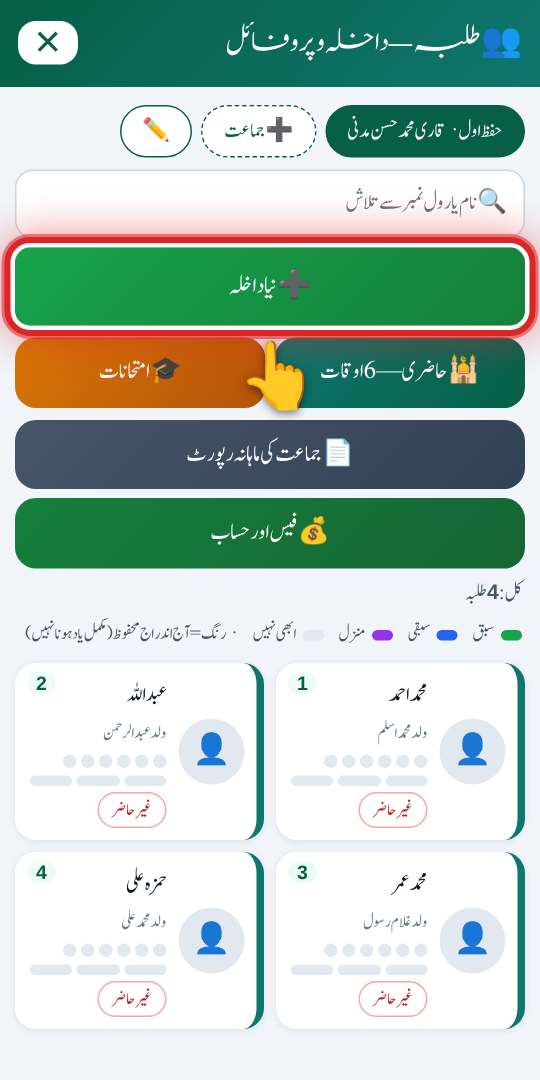 طلبہ — داخلہ و پروفائل
حفظ اول · قاری محمد حسن مدنی
جماعت
نام یا رول نمبر سے تلاش
نیا داخلہ
حاضری — 6 اوقات
امتحانات
جماعت کی ماہانہ رپورٹ
فیس اور حساب
کل: 4 طلبہ
سبق سبقی منزل ابھی نہیں · رنگ = آج اندراج محفوظ (مکمل یاد ہونا نہیں)
1
محمد احمد
ولد محمد اسلم
غیر حاضر
2
عبداللہ
ولد عبدالرحمن
غیر حاضر
3
محمد عمر
ولد غلام رسول
غیر حاضر
4
حمزہ علی
ولد محمد علی
غیر حاضر